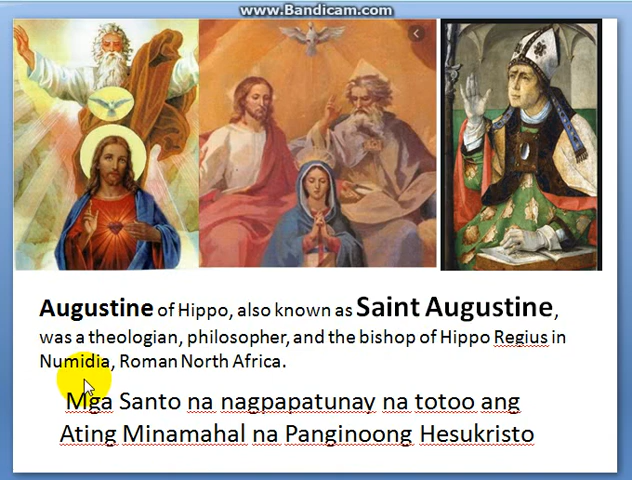 www.Bandicam.com
Augustine of Hippo, also known as Saint Augustine,
was a theologian, philosopher, and the bishop of Hippo Regius in
Numidia, Roman North Africa.
Mga Santo na nagpapatunay na totoo ang
Ating Minamahal na Panginoong Hesukristo